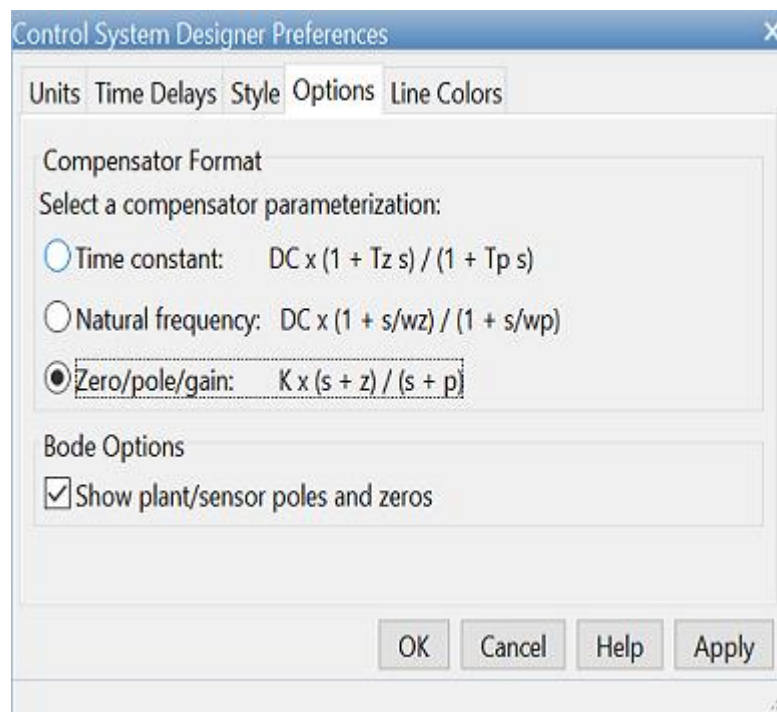 Control System Designer Preferences
Units Time Delays Style Options Line Colors
Compensator Format
Select a compensator parameterization:
Time constant: DC x (1 + Tz s) / (1 + Tp s)
Natural frequency: DC x (1 + s/wz) / (1 + s/wp)
Zero/pole/gain: K x (s + z) / (s + p)
Bode Options
Show plant/sensor poles and zeros
OK Cancel Help Apply